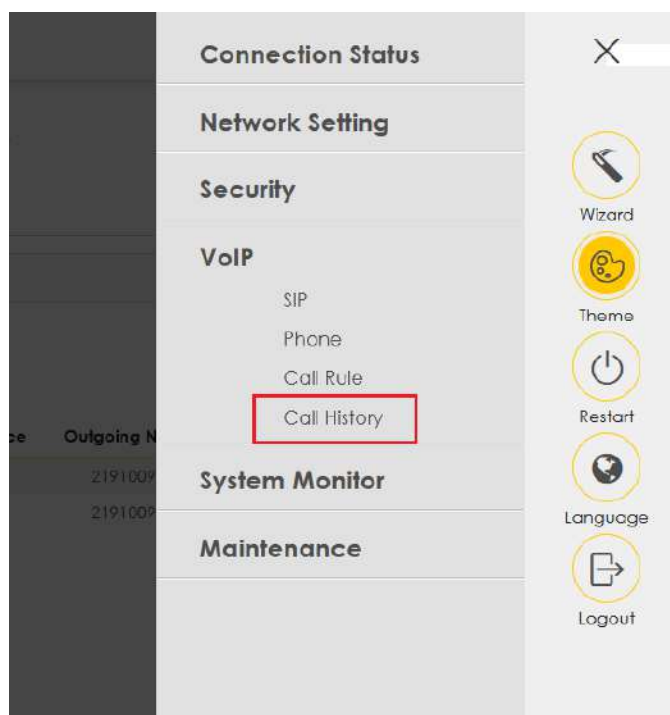 Connection Status
Network Setting
Security
VoIP
SIP
Phone
Call Rule
Call History
System Monitor
Maintenance
Wizard
Theme
Restart
Language
Logout
Outgoing N
2191009
2191009